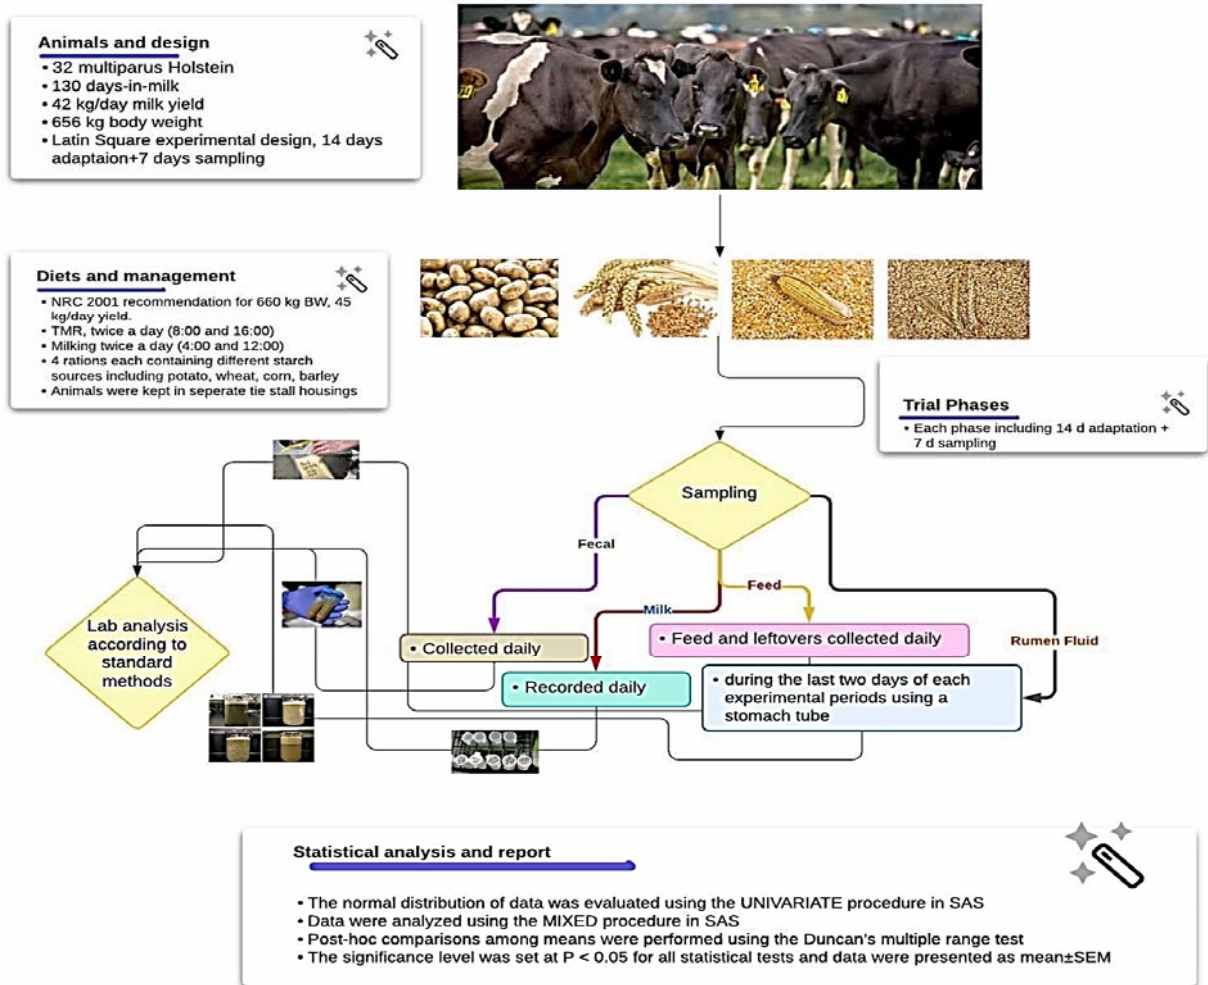 Animals and design
• 32 multiparus Holstein
• 130 days-in-milk
• 42 kg/day milk yield
• 656 kg body weight
• Latin Square experimental design, 14 days
adaptaion+7 days sampling
Diets and management
• NRC 2001 recommendation for 660 kg BW, 45
kg/day yield.
• TMR, twice a day (8:00 and 16:00)
• Milking twice a day (4:00 and 12:00)
• 4 rations each containing different starch
sources including potato, wheat, corn, barley
• Animals were kept in seperate tie stall housings
Trial Phases
• Each phase including 14 d adaptation +
7 d sampling
Sampling
Fecal
Feed
Milk
Rumen Fluid
Lab analysis
according to
standard
methods
• Collected daily
• Feed and leftovers collected daily
• Recorded daily
• during the last two days of each
experimental periods using a
stomach tube
Statistical analysis and report
• The normal distribution of data was evaluated using the UNIVARIATE procedure in SAS
• Data were analyzed using the MIXED procedure in SAS
• Post-hoc comparisons among means were performed using the Duncan's multiple range test
• The significance level was set at P < 0.05 for all statistical tests and data were presented as mean±SEM